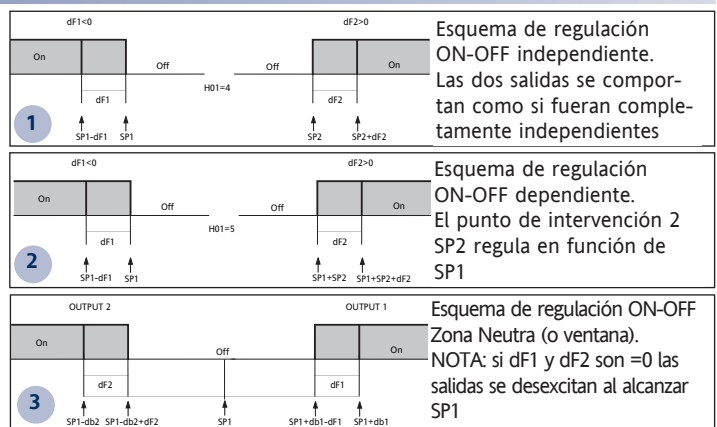 dF1<0
dF2>0
On
Off
Off
On
H01=4
dF1
dF2
1
SP1-dF1
SP1
SP2
SP2+dF2
Esquema de regulación
ON-OFF independiente.
Las dos salidas se compor-
tan como si fueran comple-
tamente independientes
dF1<0
dF2>0
On
Off
Off
On
H01=5
dF1
dF2
2
SP1-dF1
SP1
SP1+SP2
SP1+SP2+dF2
Esquema de regulación
ON-OFF dependiente.
El punto de intervención 2
SP2 regula en función de
SP1
OUTPUT 2
OUTPUT 1
On
Off
On
dF2
dF1
3
SP1-db2
SP1-db2+dF2
SP1
SP1+db1-dF1
SP1+db1
Esquema de regulación ON-OFF
Zona Neutra (o ventana).
NOTA: si dF1 y dF2 son =0 las
salidas se desexcitan al alcanzar
SP1